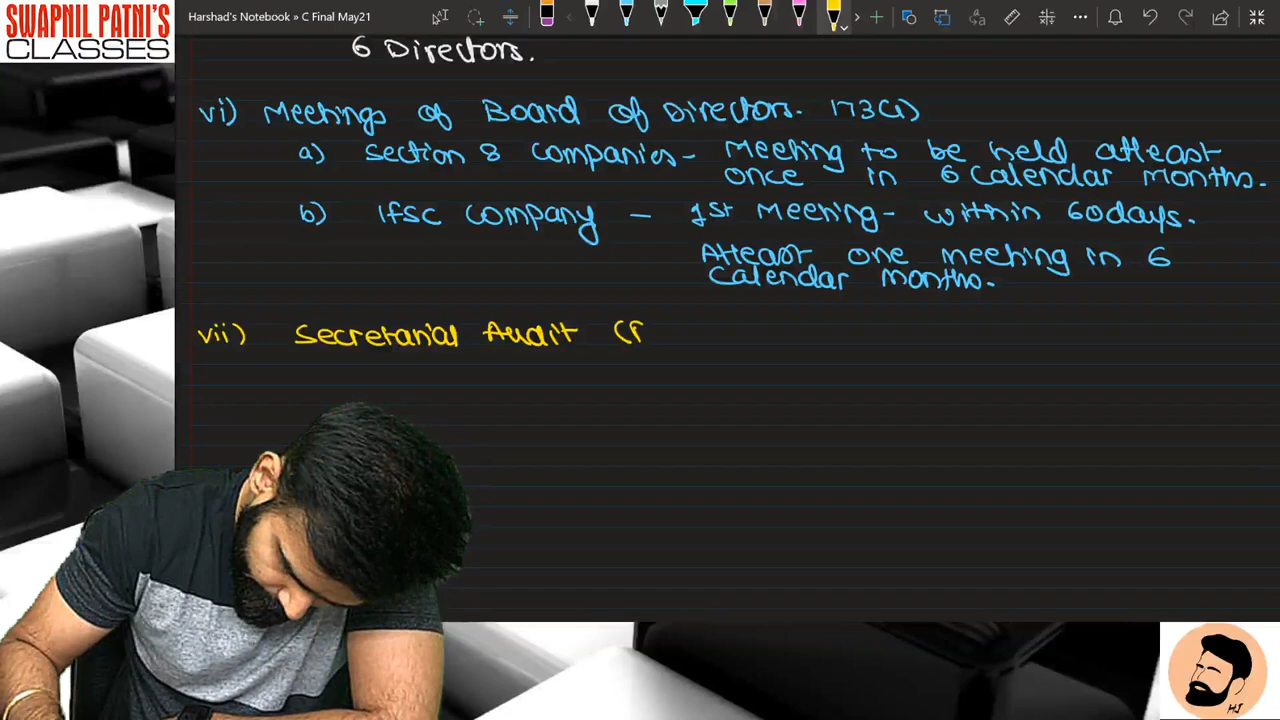 SWAPNIL PATNI'S
CLASSES
Harshad's Notebook » C Final May21
6 Directors.
vi) Meetings of Board of Directors. 173(1)
a) Section 8 Companies- Meeting to be held atleast
once in 6 Calendar Months.
b) Ifsc Company - 1st Meeting- within 60days.
Atleast one meeting in 6
Calendar Months.
vii) Secretarial Audit (
HJ